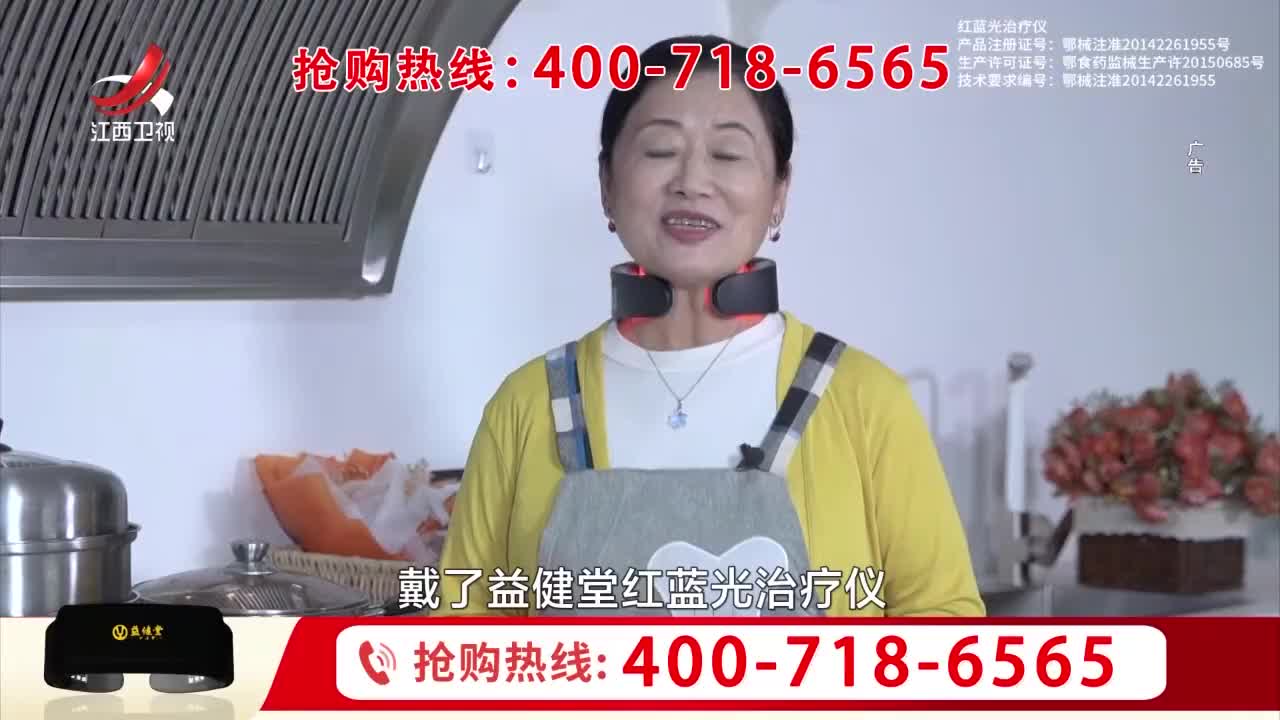 抢购热线：400-718-6565
红蓝光治疗仪
产品注册证号：鄂械注准20142261955号
生产许可证号：鄂食药监械生产许20150685号
技术要求编号：鄂械注准20142261955
江西卫视
广告
戴了益健堂红蓝光治疗仪
益健堂
抢购热线：400-718-6565